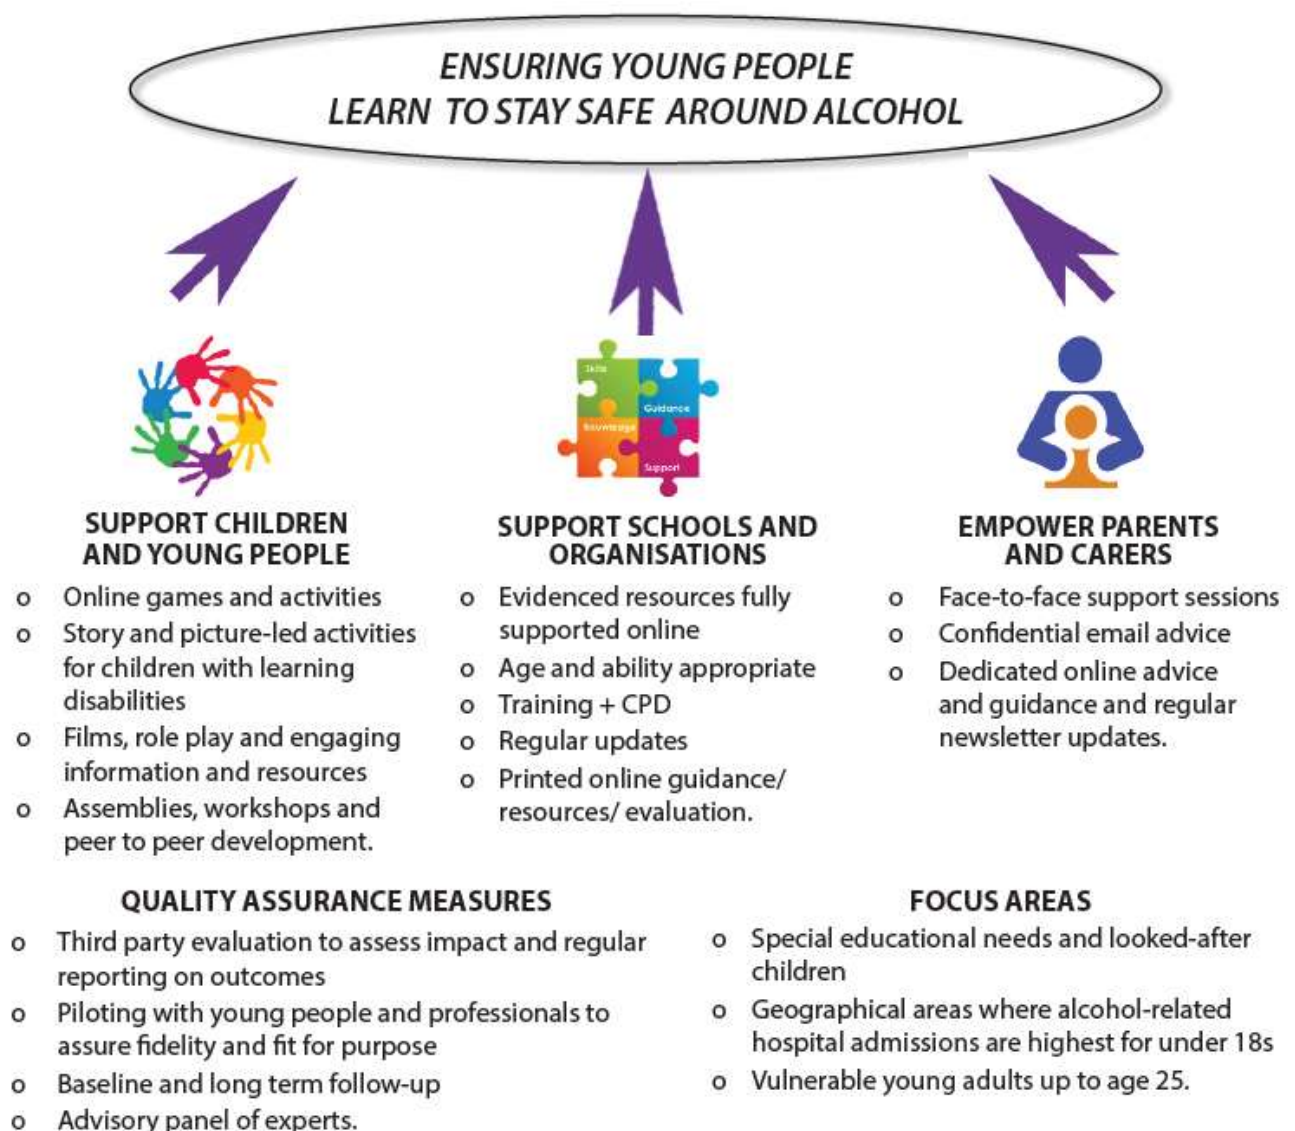 ENSURING YOUNG PEOPLE
LEARN TO STAY SAFE AROUND ALCOHOL
Skills
Guidance
Knowledge
Support
SUPPORT CHILDREN
AND YOUNG PEOPLE
o Online games and activities
o Story and picture-led activities
for children with learning
disabilities
o Films, role play and engaging
information and resources
o Assemblies, workshops and
peer to peer development.
SUPPORT SCHOOLS AND
ORGANISATIONS
o Evidenced resources fully
supported online
o Age and ability appropriate
o Training + CPD
o Regular updates
o Printed online guidance/
resources/ evaluation.
EMPOWER PARENTS
AND CARERS
o Face-to-face support sessions
o Confidential email advice
o Dedicated online advice
and guidance and regular
newsletter updates.
QUALITY ASSURANCE MEASURES
o Third party evaluation to assess impact and regular
reporting on outcomes
o Piloting with young people and professionals to
assure fidelity and fit for purpose
o Baseline and long term follow-up
o Advisory panel of experts.
FOCUS AREAS
o Special educational needs and looked-after
children
o Geographical areas where alcohol-related
hospital admissions are highest for under 18s
o Vulnerable young adults up to age 25.